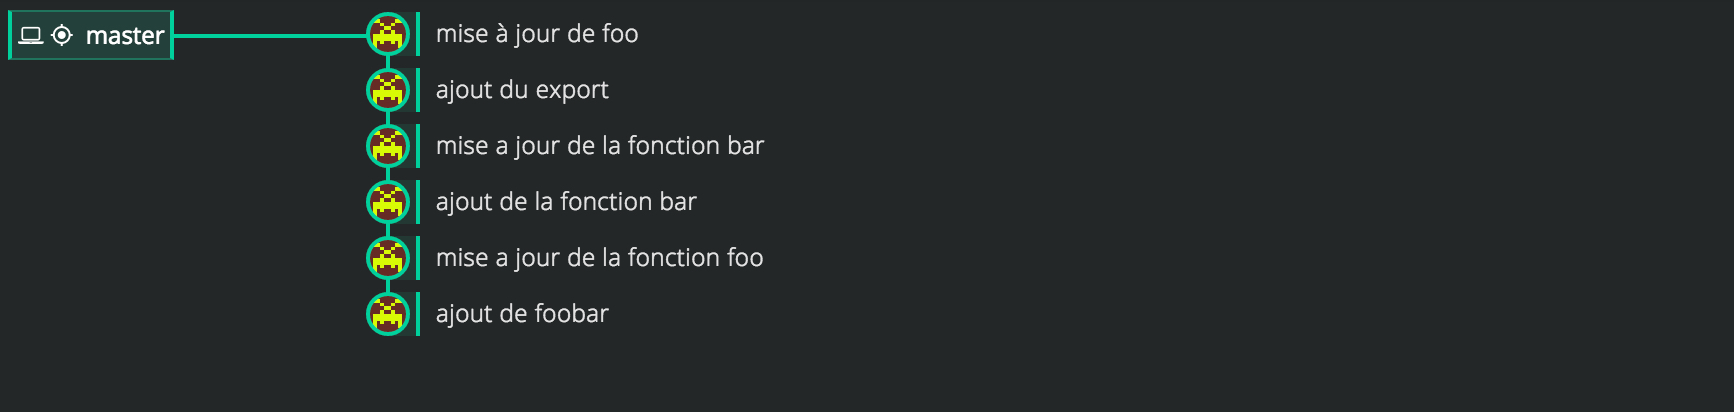 master
mise à jour de foo
ajout du export
mise a jour de la fonction bar
ajout de la fonction bar
mise a jour de la fonction foo
ajout de foobar